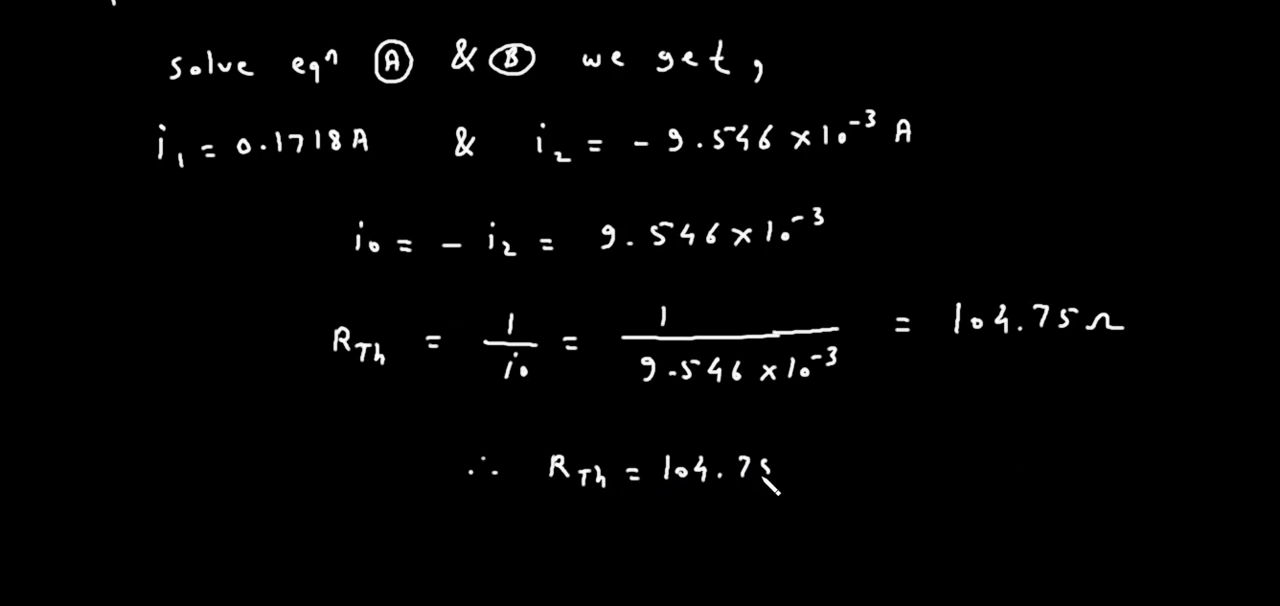 solve eqⁿ Ⓐ & Ⓑ we get,
i₁ = 0.1718A & i₂ = - 9.546 × 10⁻³ A
i₀ = - i₂ = 9.546 × 10⁻³
R_Th = 1/i₀ = 1/(9.546 × 10⁻³) = 104.75 Ω
∴ R_Th = 104.75